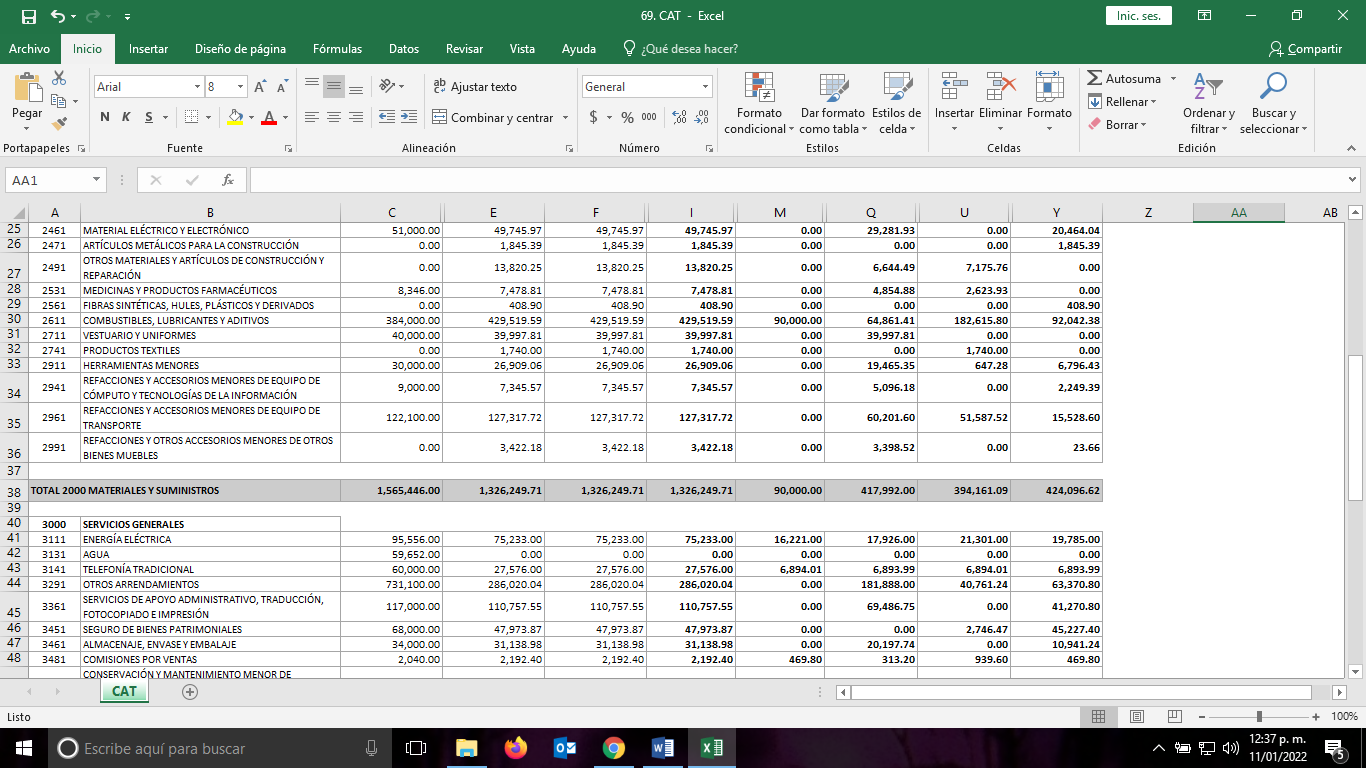 69. CAT - Excel
Inic. ses.
Archivo Inicio Insertar Diseño de página Fórmulas Datos Revisar Vista Ayuda ¿Qué desea hacer? Compartir
Pegar
Arial 8 A A
N K S A
ab Ajustar texto
Combinar y centrar
General
$ % 000
Formato condicional
Dar formato como tabla
Estilos de celda
Insertar Eliminar Formato
Autosuma
Rellenar
Borrar
Ordenar y filtrar
Buscar y seleccionar
Portapapeles Fuente Alineación Número Estilos Celdas Edición
AA1 fx
A B C E F I M Q U Y Z AA AB
25 2461 MATERIAL ELÉCTRICO Y ELECTRÓNICO 51,000.00 49,745.97 49,745.97 49,745.97 0.00 29,281.93 0.00 20,464.04
26 2471 ARTÍCULOS METÁLICOS PARA LA CONSTRUCCIÓN 0.00 1,845.39 1,845.39 1,845.39 0.00 0.00 0.00 1,845.39
27 2491 OTROS MATERIALES Y ARTÍCULOS DE CONSTRUCCIÓN Y
REPARACIÓN 0.00 13,820.25 13,820.25 13,820.25 0.00 6,644.49 7,175.76 0.00
28 2531 MEDICINAS Y PRODUCTOS FARMACÉUTICOS 8,346.00 7,478.81 7,478.81 7,478.81 0.00 4,854.88 2,623.93 0.00
29 2561 FIBRAS SINTÉTICAS, HULES, PLÁSTICOS Y DERIVADOS 0.00 408.90 408.90 408.90 0.00 0.00 0.00 408.90
30 2611 COMBUSTIBLES, LUBRICANTES Y ADITIVOS 384,000.00 429,519.59 429,519.59 429,519.59 90,000.00 64,861.41 182,615.80 92,042.38
31 2711 VESTUARIO Y UNIFORMES 40,000.00 39,997.81 39,997.81 39,997.81 0.00 39,997.81 0.00 0.00
32 2741 PRODUCTOS TEXTILES 0.00 1,740.00 1,740.00 1,740.00 0.00 0.00 1,740.00 0.00
33 2911 HERRAMIENTAS MENORES 30,000.00 26,909.06 26,909.06 26,909.06 0.00 19,465.35 647.28 6,796.43
34 2941 REFACCIONES Y ACCESORIOS MENORES DE EQUIPO DE
CÓMPUTO Y TECNOLOGÍAS DE LA INFORMACIÓN 9,000.00 7,345.57 7,345.57 7,345.57 0.00 5,096.18 0.00 2,249.39
35 2961 REFACCIONES Y ACCESORIOS MENORES DE EQUIPO DE
TRANSPORTE 122,100.00 127,317.72 127,317.72 127,317.72 0.00 60,201.60 51,587.52 15,528.60
36 2991 REFACCIONES Y OTROS ACCESORIOS MENORES DE OTROS
BIENES MUEBLES 0.00 3,422.18 3,422.18 3,422.18 0.00 3,398.52 0.00 23.66
37
38 TOTAL 2000 MATERIALES Y SUMINISTROS 1,565,446.00 1,326,249.71 1,326,249.71 1,326,249.71 90,000.00 417,992.00 394,161.09 424,096.62
39
40 3000 SERVICIOS GENERALES
41 3111 ENERGÍA ELÉCTRICA 95,556.00 75,233.00 75,233.00 75,233.00 16,221.00 17,926.00 21,301.00 19,785.00
42 3131 AGUA 59,652.00 0.00 0.00 0.00 0.00 0.00 0.00 0.00
43 3141 TELEFONÍA TRADICIONAL 60,000.00 27,576.00 27,576.00 27,576.00 6,894.01 6,893.99 6,894.01 6,893.99
44 3291 OTROS ARRENDAMIENTOS 731,100.00 286,020.04 286,020.04 286,020.04 0.00 181,888.00 40,761.24 63,370.80
45 3361 SERVICIOS DE APOYO ADMINISTRATIVO, TRADUCCIÓN,
FOTOCOPIADO E IMPRESIÓN 117,000.00 110,757.55 110,757.55 110,757.55 0.00 69,486.75 0.00 41,270.80
46 3451 SEGURO DE BIENES PATRIMONIALES 68,000.00 47,973.87 47,973.87 47,973.87 0.00 0.00 2,746.47 45,227.40
47 3461 ALMACENAJE, ENVASE Y EMBALAJE 34,000.00 31,138.98 31,138.98 31,138.98 0.00 20,197.74 0.00 10,941.24
48 3481 COMISIONES POR VENTAS 2,040.00 2,192.40 2,192.40 2,192.40 469.80 313.20 939.60 469.80
CONSERVACIÓN Y MANTENIMIENTO MENOR DE
CAT
Listo 100%
Escribe aquí para buscar
12:37 p. m.
11/01/2022
5